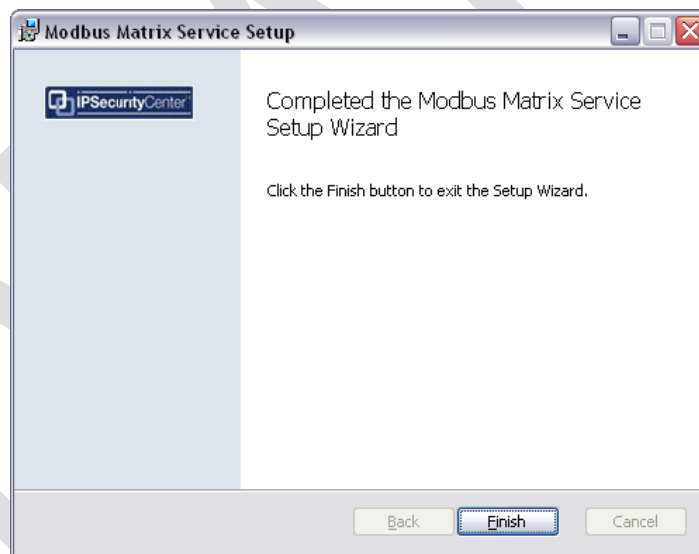 Modbus Matrix Service Setup
IPSecurityCenter
Completed the Modbus Matrix Service
Setup Wizard
Click the Finish button to exit the Setup Wizard.
Back
Finish
Cancel